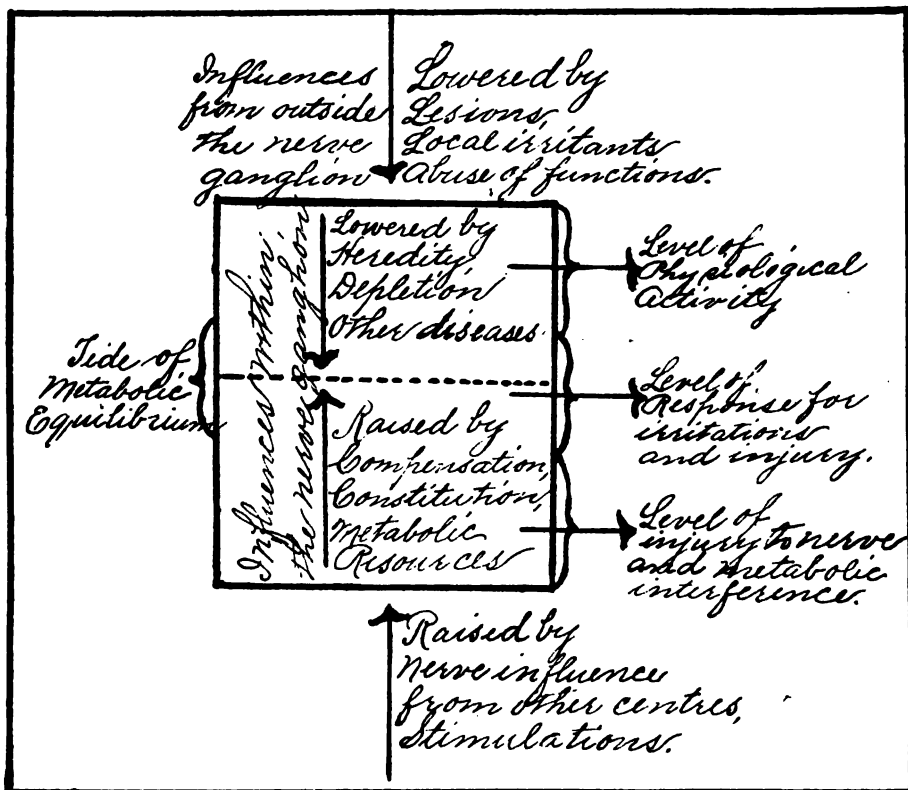 Influences
from outside
the nerve
ganglion
Lowered by
Lesions,
Local irritants
Abuse of functions.
Influences within
the nerve ganglion
Lowered by
Heredity,
Depletion
Other diseases
Tide of
Metabolic
Equilibrium
Raised by
Compensation,
Constitution,
Metabolic
Resources
Level of
Physiological
Activity
Level of
Response for
irritations
and injury.
Level of
injury to nerve
and metabolic
interference.
Raised by
Nerve influence
from other centres,
Stimulations.